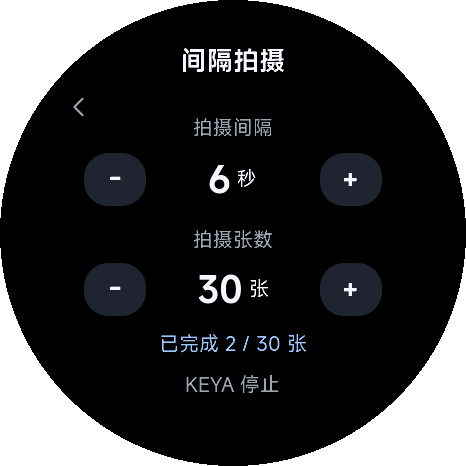 间隔拍摄
拍摄间隔
- 6 秒 +
拍摄张数
- 30 张 +
已完成 2 / 30 张
KEYA 停止